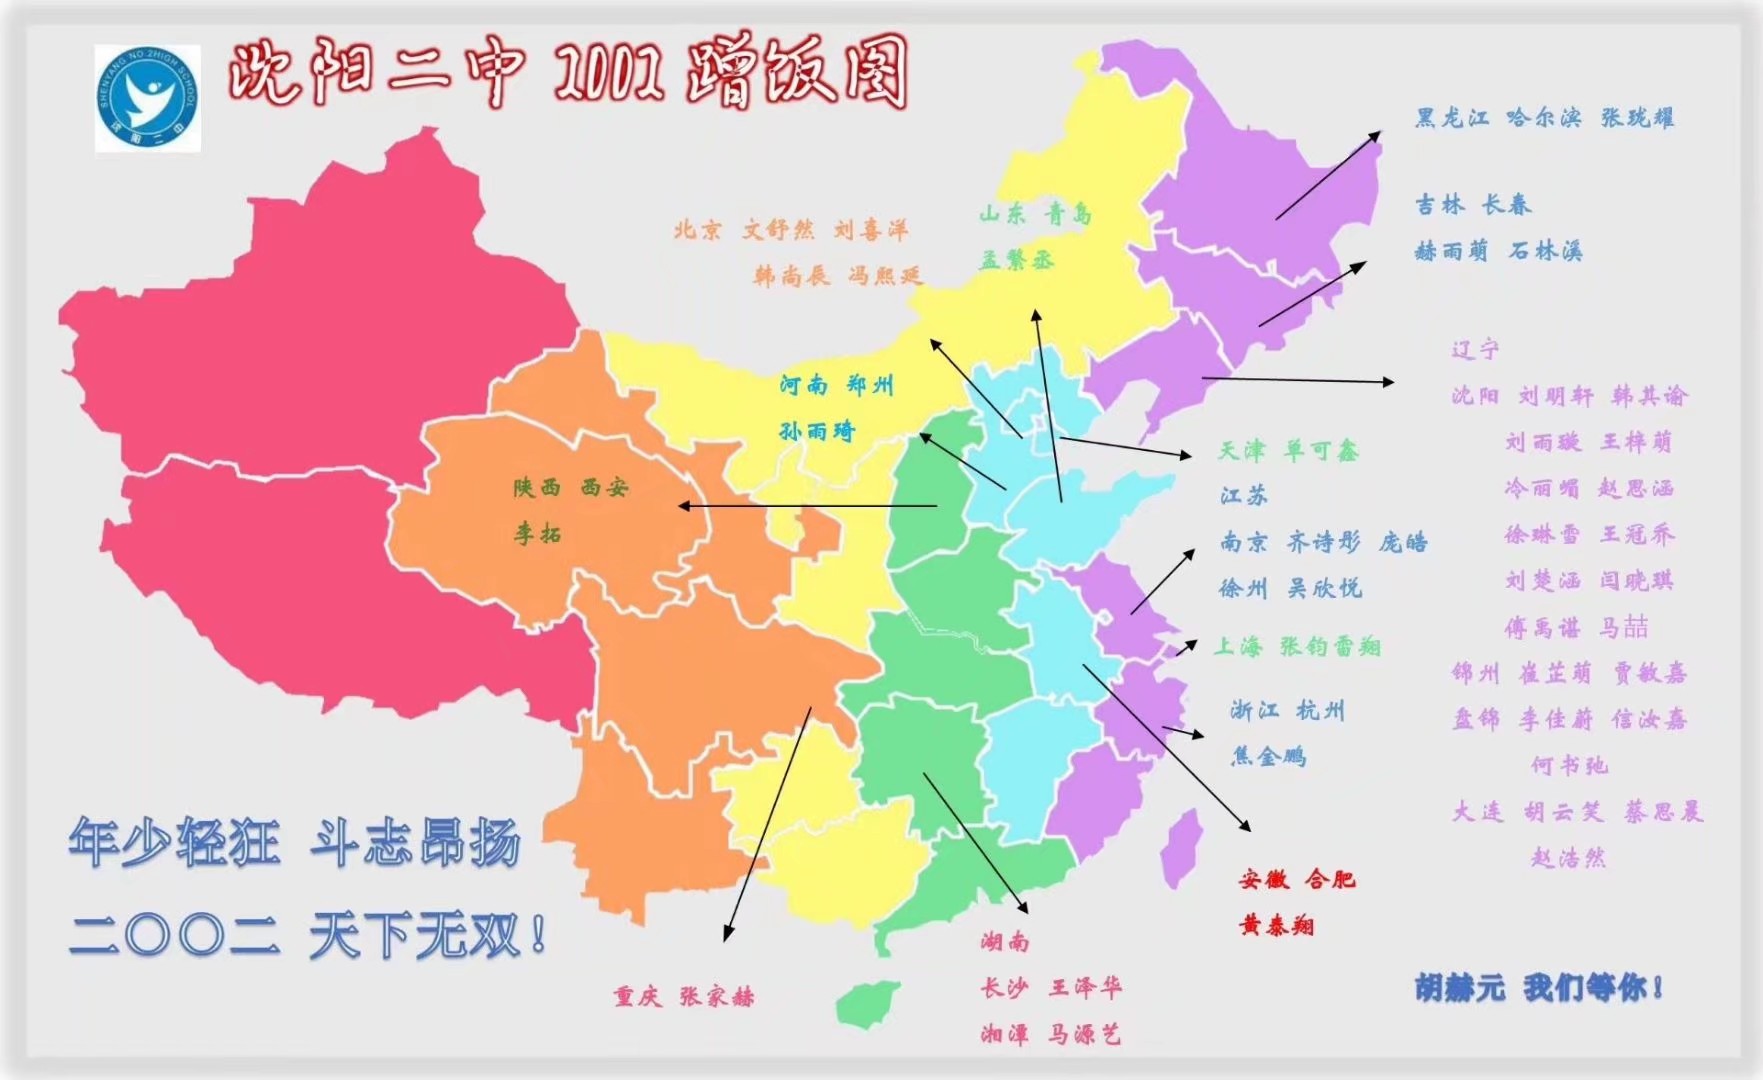 沈阳二中 2002 蹭饭图
SHENYANG NO.2 HIGH SCHOOL
沈阳二中
黑龙江 哈尔滨 张珑耀
吉林 长春
赫雨萌 石林溪
北京 文舒然 刘喜洋
韩尚辰 冯熙延
山东 青岛
孟繁丞
河南 郑州
孙雨琦
陕西 西安
李拓
辽宁
沈阳 刘明轩 韩其谕
刘雨璇 王梓萌
冷丽蝐 赵思涵
徐琳雪 王冠乔
刘楚涵 闫晓琪
傅禹谌 马喆
锦州 崔芷萌 贾敏嘉
盘锦 李佳蔚 信汝嘉
何书弛
大连 胡云笑 蔡思晨
赵浩然
天津 单可鑫
江苏
南京 齐诗彤 庞皓
徐州 吴欣悦
上海 张钧雷翔
浙江 杭州
焦金鹏
安徽 合肥
黄泰翔
湖南
长沙 王泽华
湘潭 马源艺
重庆 张家赫
年少轻狂 斗志昂扬
二〇〇二 天下无双！
胡赫元 我们等你！